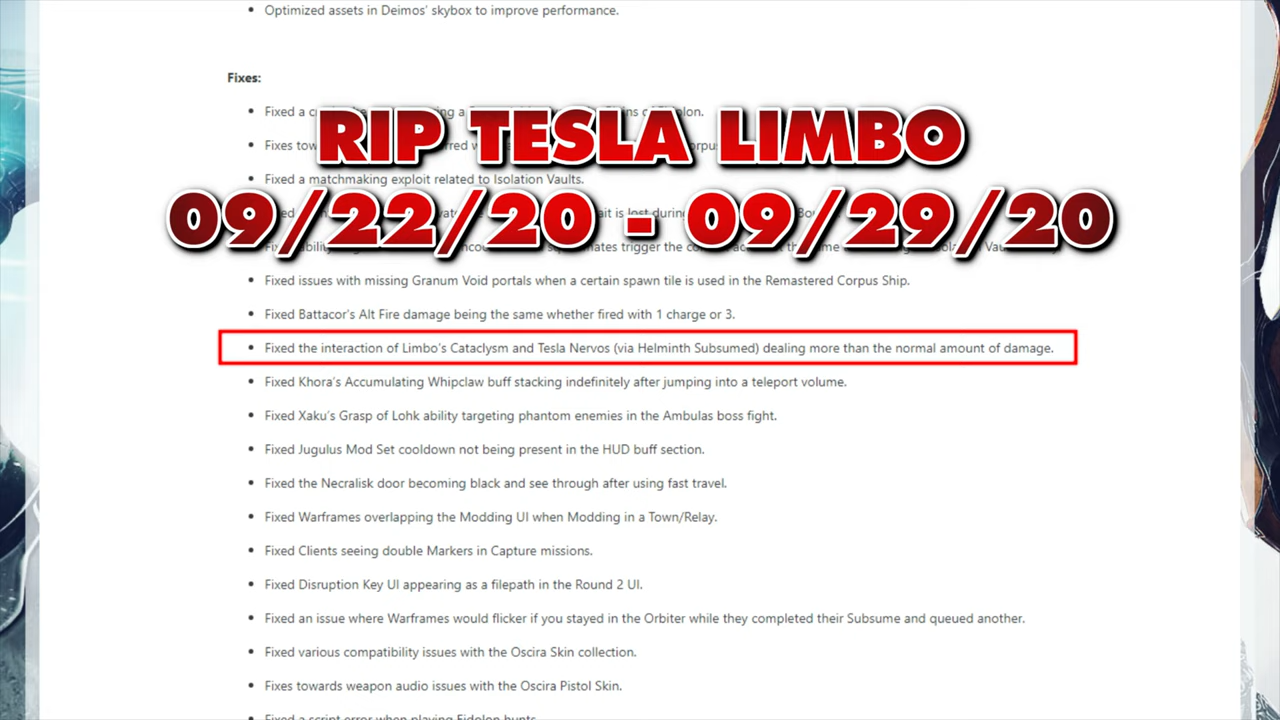 Optimized assets in Deimos' skybox to improve performance.
Fixes:
Fixed a
RIP TESLA LIMBO
Fixed a matchmaking exploit related to Isolation Vaults.
09/22/20 - 09/29/20
Fixed issues with missing Granum Void portals when a certain spawn tile is used in the Remastered Corpus Ship.
Fixed Battacor's Alt Fire damage being the same whether fired with 1 charge or 3.
Fixed the interaction of Limbo's Cataclysm and Tesla Nervos (via Helminth Subsumed) dealing more than the normal amount of damage.
Fixed Khora's Accumulating Whipclaw buff stacking indefinitely after jumping into a teleport volume.
Fixed Xaku's Grasp of Lohk ability targeting phantom enemies in the Ambulas boss fight.
Fixed Jugulus Mod Set cooldown not being present in the HUD buff section.
Fixed the Necralisk door becoming black and see through after using fast travel.
Fixed Warframes overlapping the Modding UI when Modding in a Town/Relay.
Fixed Clients seeing double Markers in Capture missions.
Fixed Disruption Key UI appearing as a filepath in the Round 2 UI.
Fixed an issue where Warframes would flicker if you stayed in the Orbiter while they completed their Subsume and queued another.
Fixed various compatibility issues with the Oscira Skin collection.
Fixes towards weapon audio issues with the Oscira Pistol Skin.
Fixed a script error when playing Eidolon hunts.